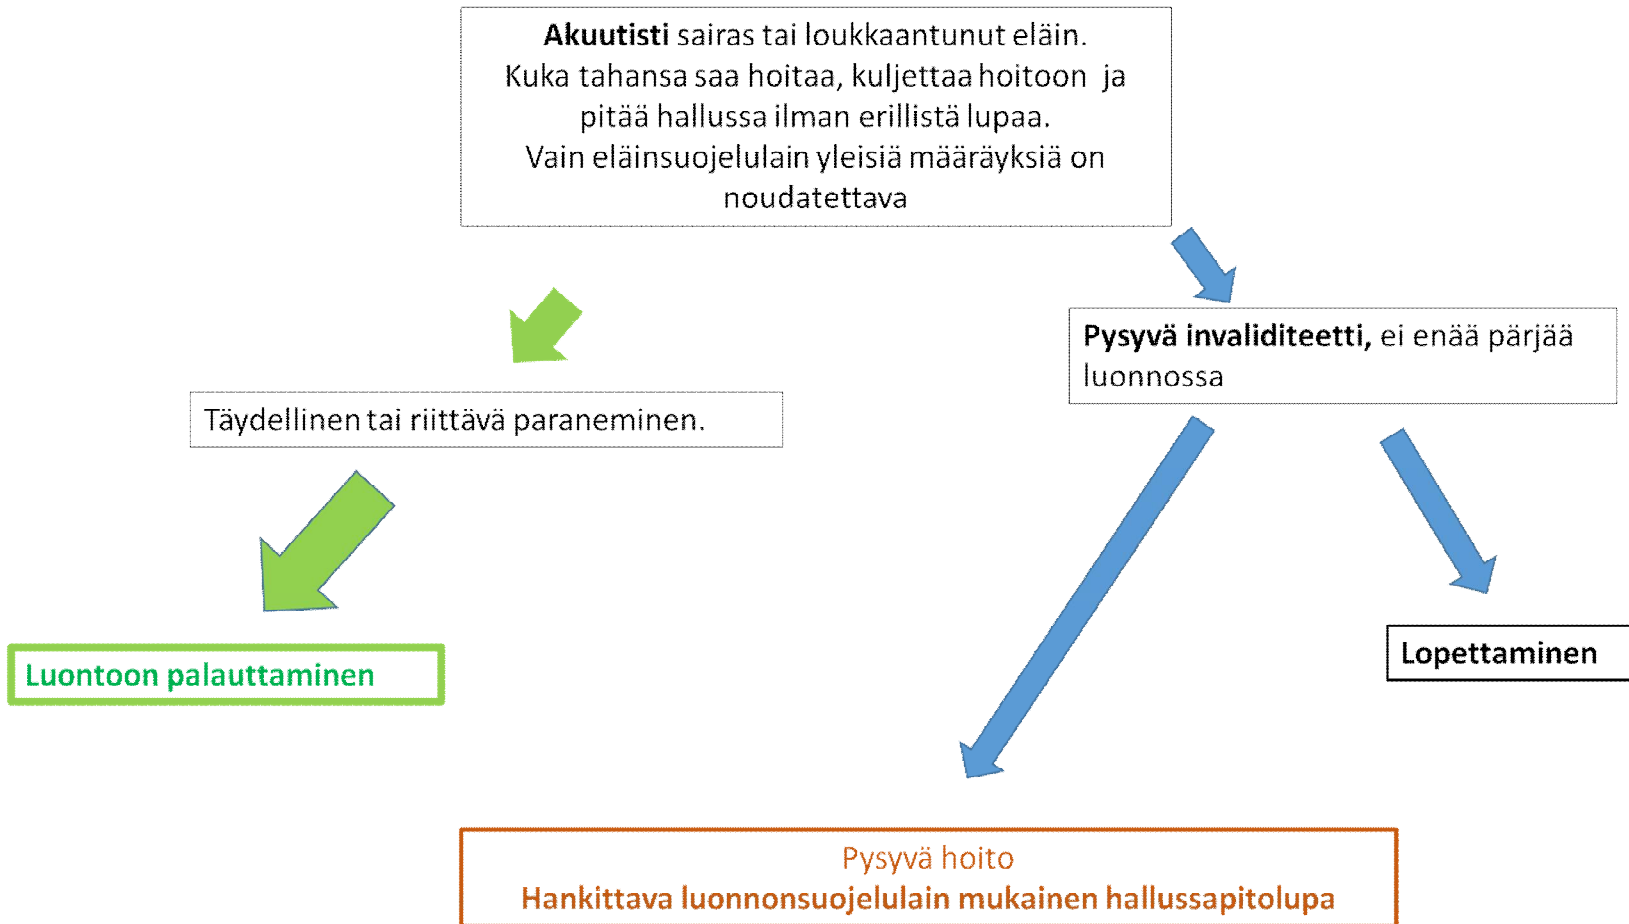 Akuutisti sairas tai loukkaantunut eläin.
Kuka tahansa saa hoitaa, kuljettaa hoitoon ja
pitää hallussa ilman erillistä lupaa.
Vain eläinsuojelulain yleisiä määräyksiä on
noudatettava
Pysyvä invaliditeetti, ei enää pärjää
luonnossa
Täydellinen tai riittävä paraneminen.
Luontoon palauttaminen
Lopettaminen
Pysyvä hoito
Hankittava luonnonsuojelulain mukainen hallussapitolupa